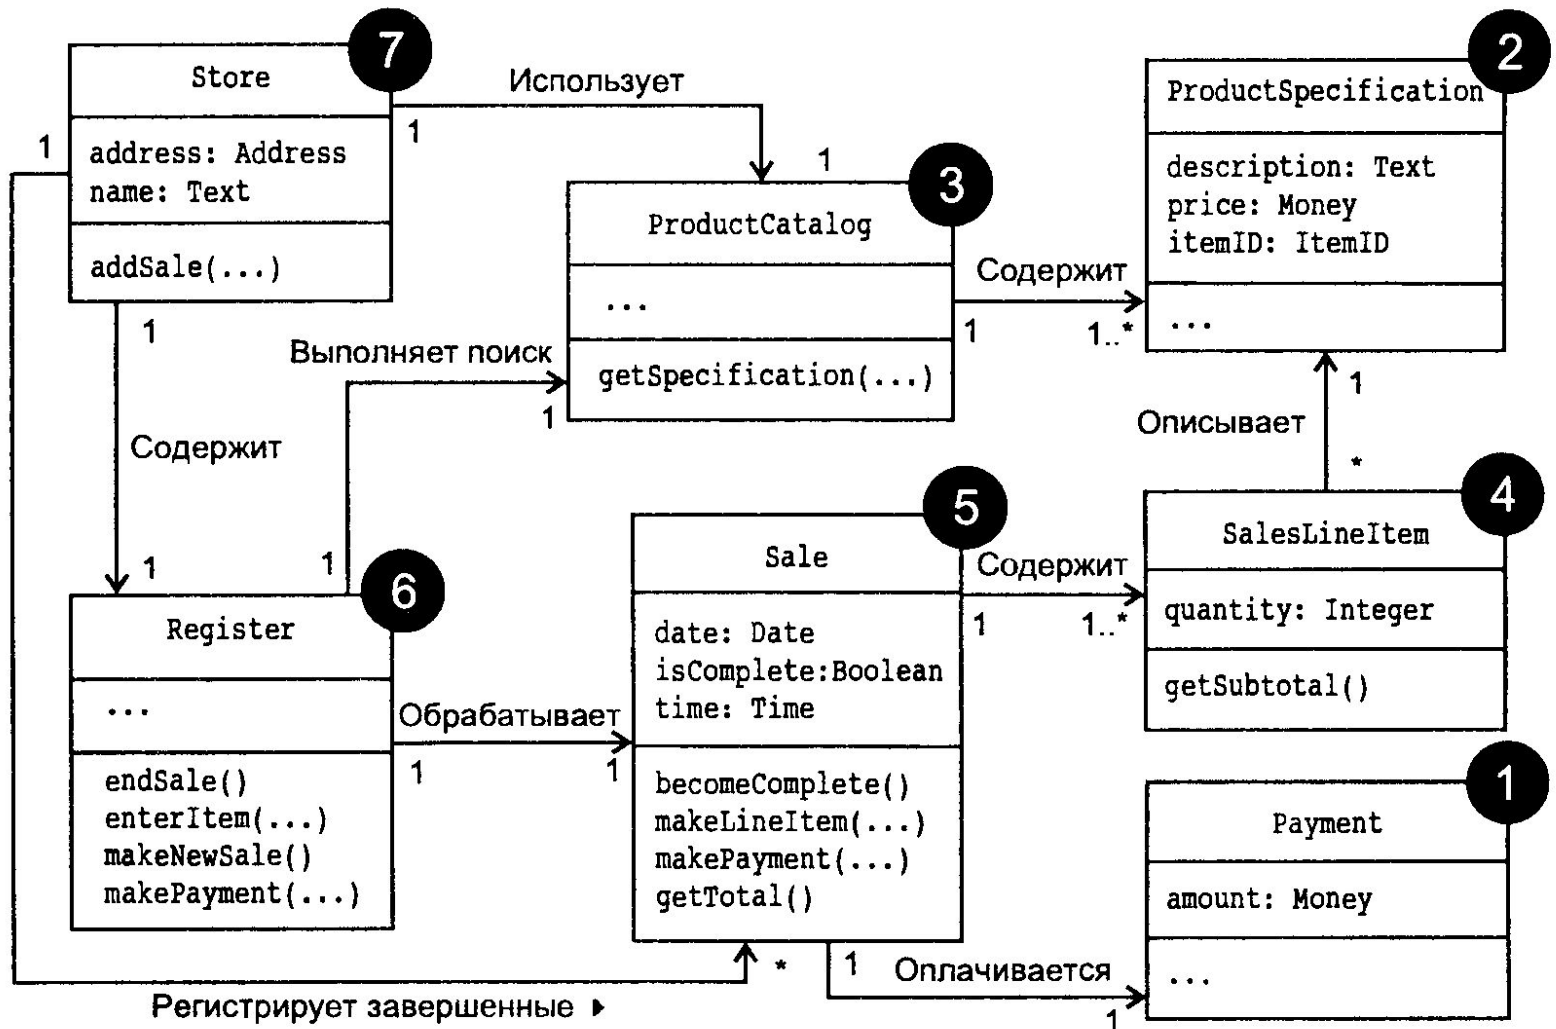 7
Store
address: Address
name: Text
addSale(...)
1
Использует
1
1
3
ProductCatalog
...
getSpecification(...)
2
ProductSpecification
description: Text
price: Money
itemID: ItemID
...
Содержит
1
1..*
1
Содержит
1
Выполняет поиск
1
1
Описывает
1
*
6
Register
...
endSale()
enterItem(...)
makeNewSale()
makePayment(...)
Обрабатывает
1
1
5
Sale
date: Date
isComplete:Boolean
time: Time
becomeComplete()
makeLineItem(...)
makePayment(...)
getTotal()
Содержит
1
1..*
4
SalesLineItem
quantity: Integer
getSubtotal()
1
Payment
amount: Money
...
Регистрирует завершенные
*
1
Оплачивается
1